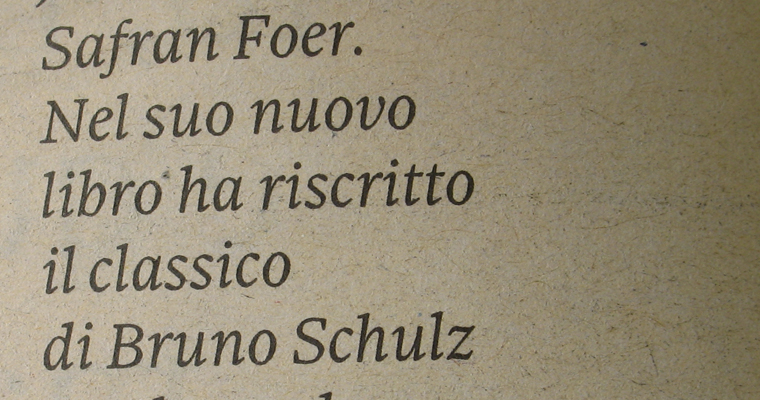 Safran Foer.
Nel suo nuovo
libro ha riscritto
il classico
di Bruno Schulz